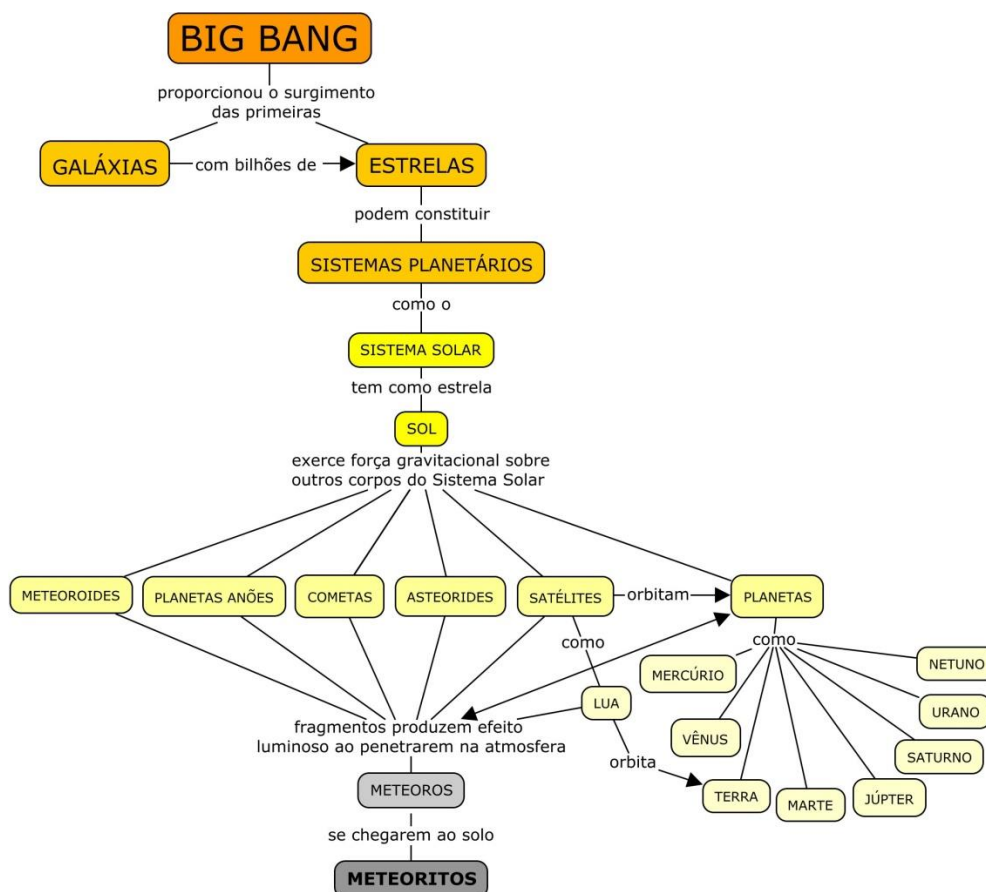 BIG BANG
proporcionou o surgimento
das primeiras
GALÁXIAS
com bilhões de
ESTRELAS
podem constituir
SISTEMAS PLANETÁRIOS
como o
SISTEMA SOLAR
tem como estrela
SOL
exerce força gravitacional sobre
outros corpos do Sistema Solar
METEOROIDES
PLANETAS ANÕES
COMETAS
ASTEORIDES
SATÉLITES
orbitam
PLANETAS
como
como
MERCÚRIO
NETUNO
LUA
URANO
fragmentos produzem efeito
luminoso ao penetrarem na atmosfera
VÊNUS
SATURNO
orbita
TERRA
MARTE
JÚPTER
METEOROS
se chegarem ao solo
METEORITOS